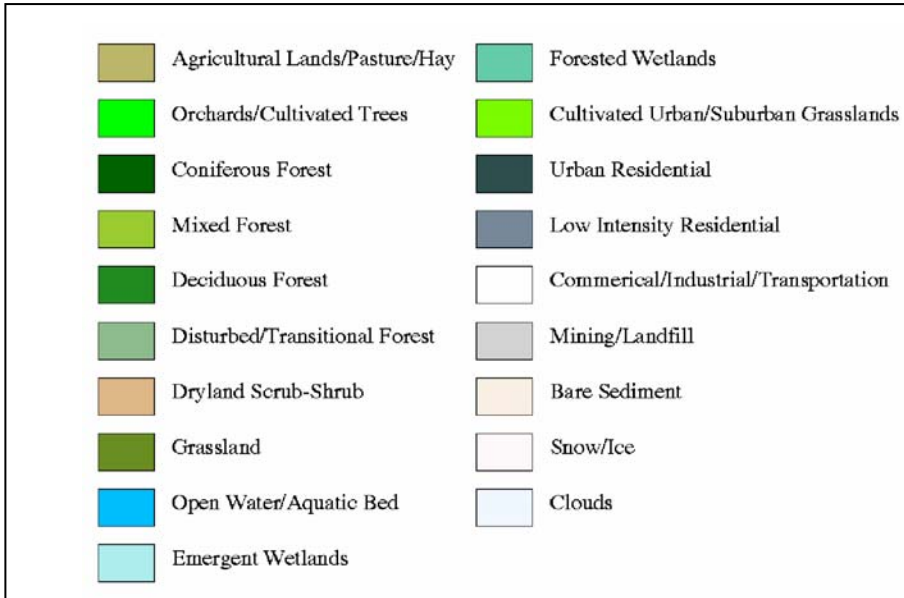 Agricultural Lands/Pasture/Hay
Orchards/Cultivated Trees
Coniferous Forest
Mixed Forest
Deciduous Forest
Disturbed/Transitional Forest
Dryland Scrub-Shrub
Grassland
Open Water/Aquatic Bed
Emergent Wetlands
Forested Wetlands
Cultivated Urban/Suburban Grasslands
Urban Residential
Low Intensity Residential
Commerical/Industrial/Transportation
Mining/Landfill
Bare Sediment
Snow/Ice
Clouds